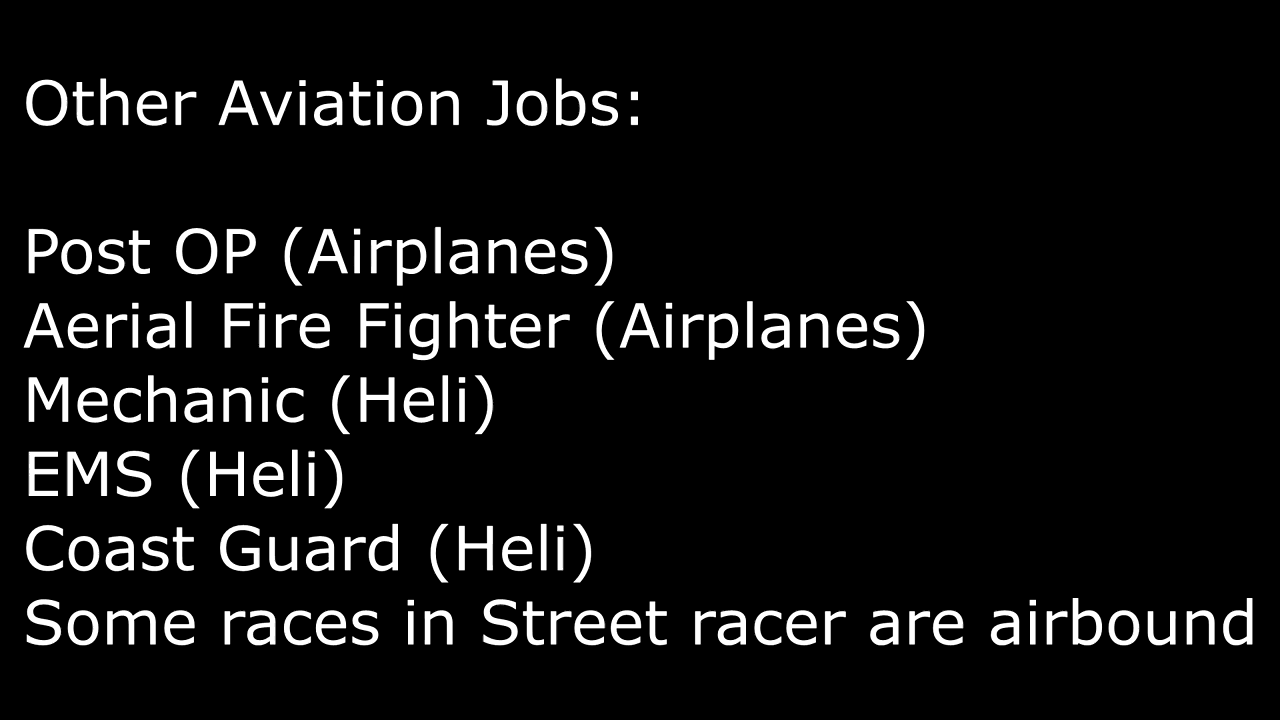 Other Aviation Jobs:
Post OP (Airplanes)
Aerial Fire Fighter (Airplanes)
Mechanic (Heli)
EMS (Heli)
Coast Guard (Heli)
Some races in Street racer are airbound